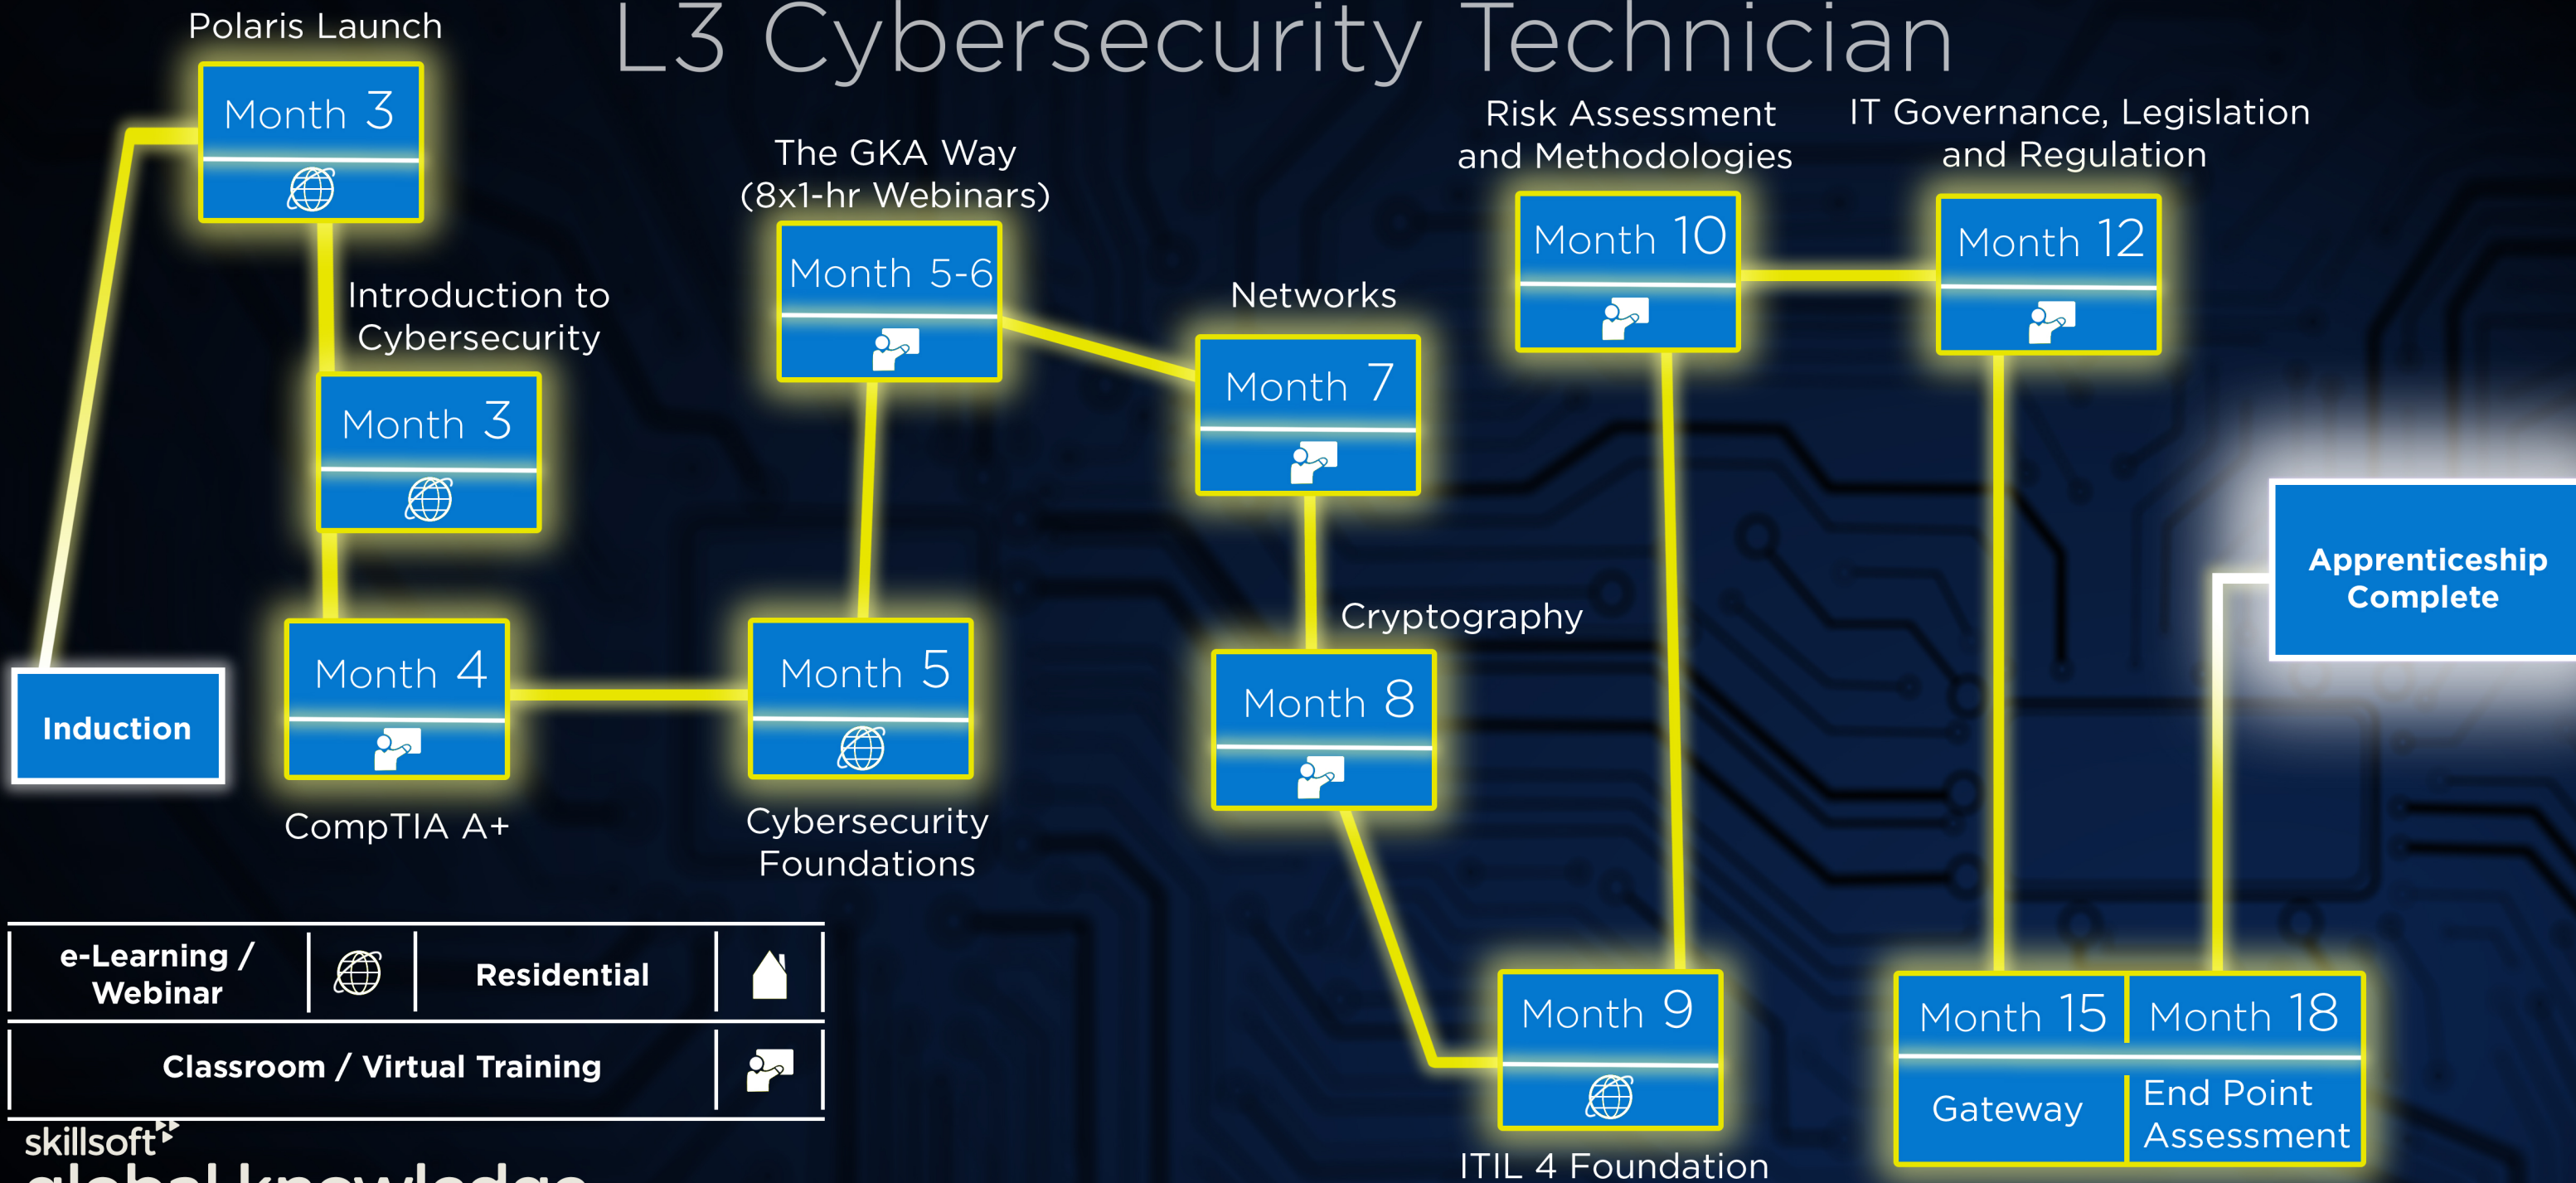 L3 Cybersecurity Technician
Polaris Launch
Month 3
Introduction to
Cybersecurity
Month 3
Induction
Month 4
CompTIA A+
Month 5
Cybersecurity
Foundations
The GKA Way
(8x1-hr Webinars)
Month 5-6
Networks
Month 7
Cryptography
Month 8
Month 9
ITIL 4 Foundation
Risk Assessment
and Methodologies
Month 10
IT Governance, Legislation
and Regulation
Month 12
Month 15
Gateway
Month 18
End Point
Assessment
Apprenticeship
Complete
e-Learning /
Webinar
Residential
Classroom / Virtual Training
skillsoft
global knowledge